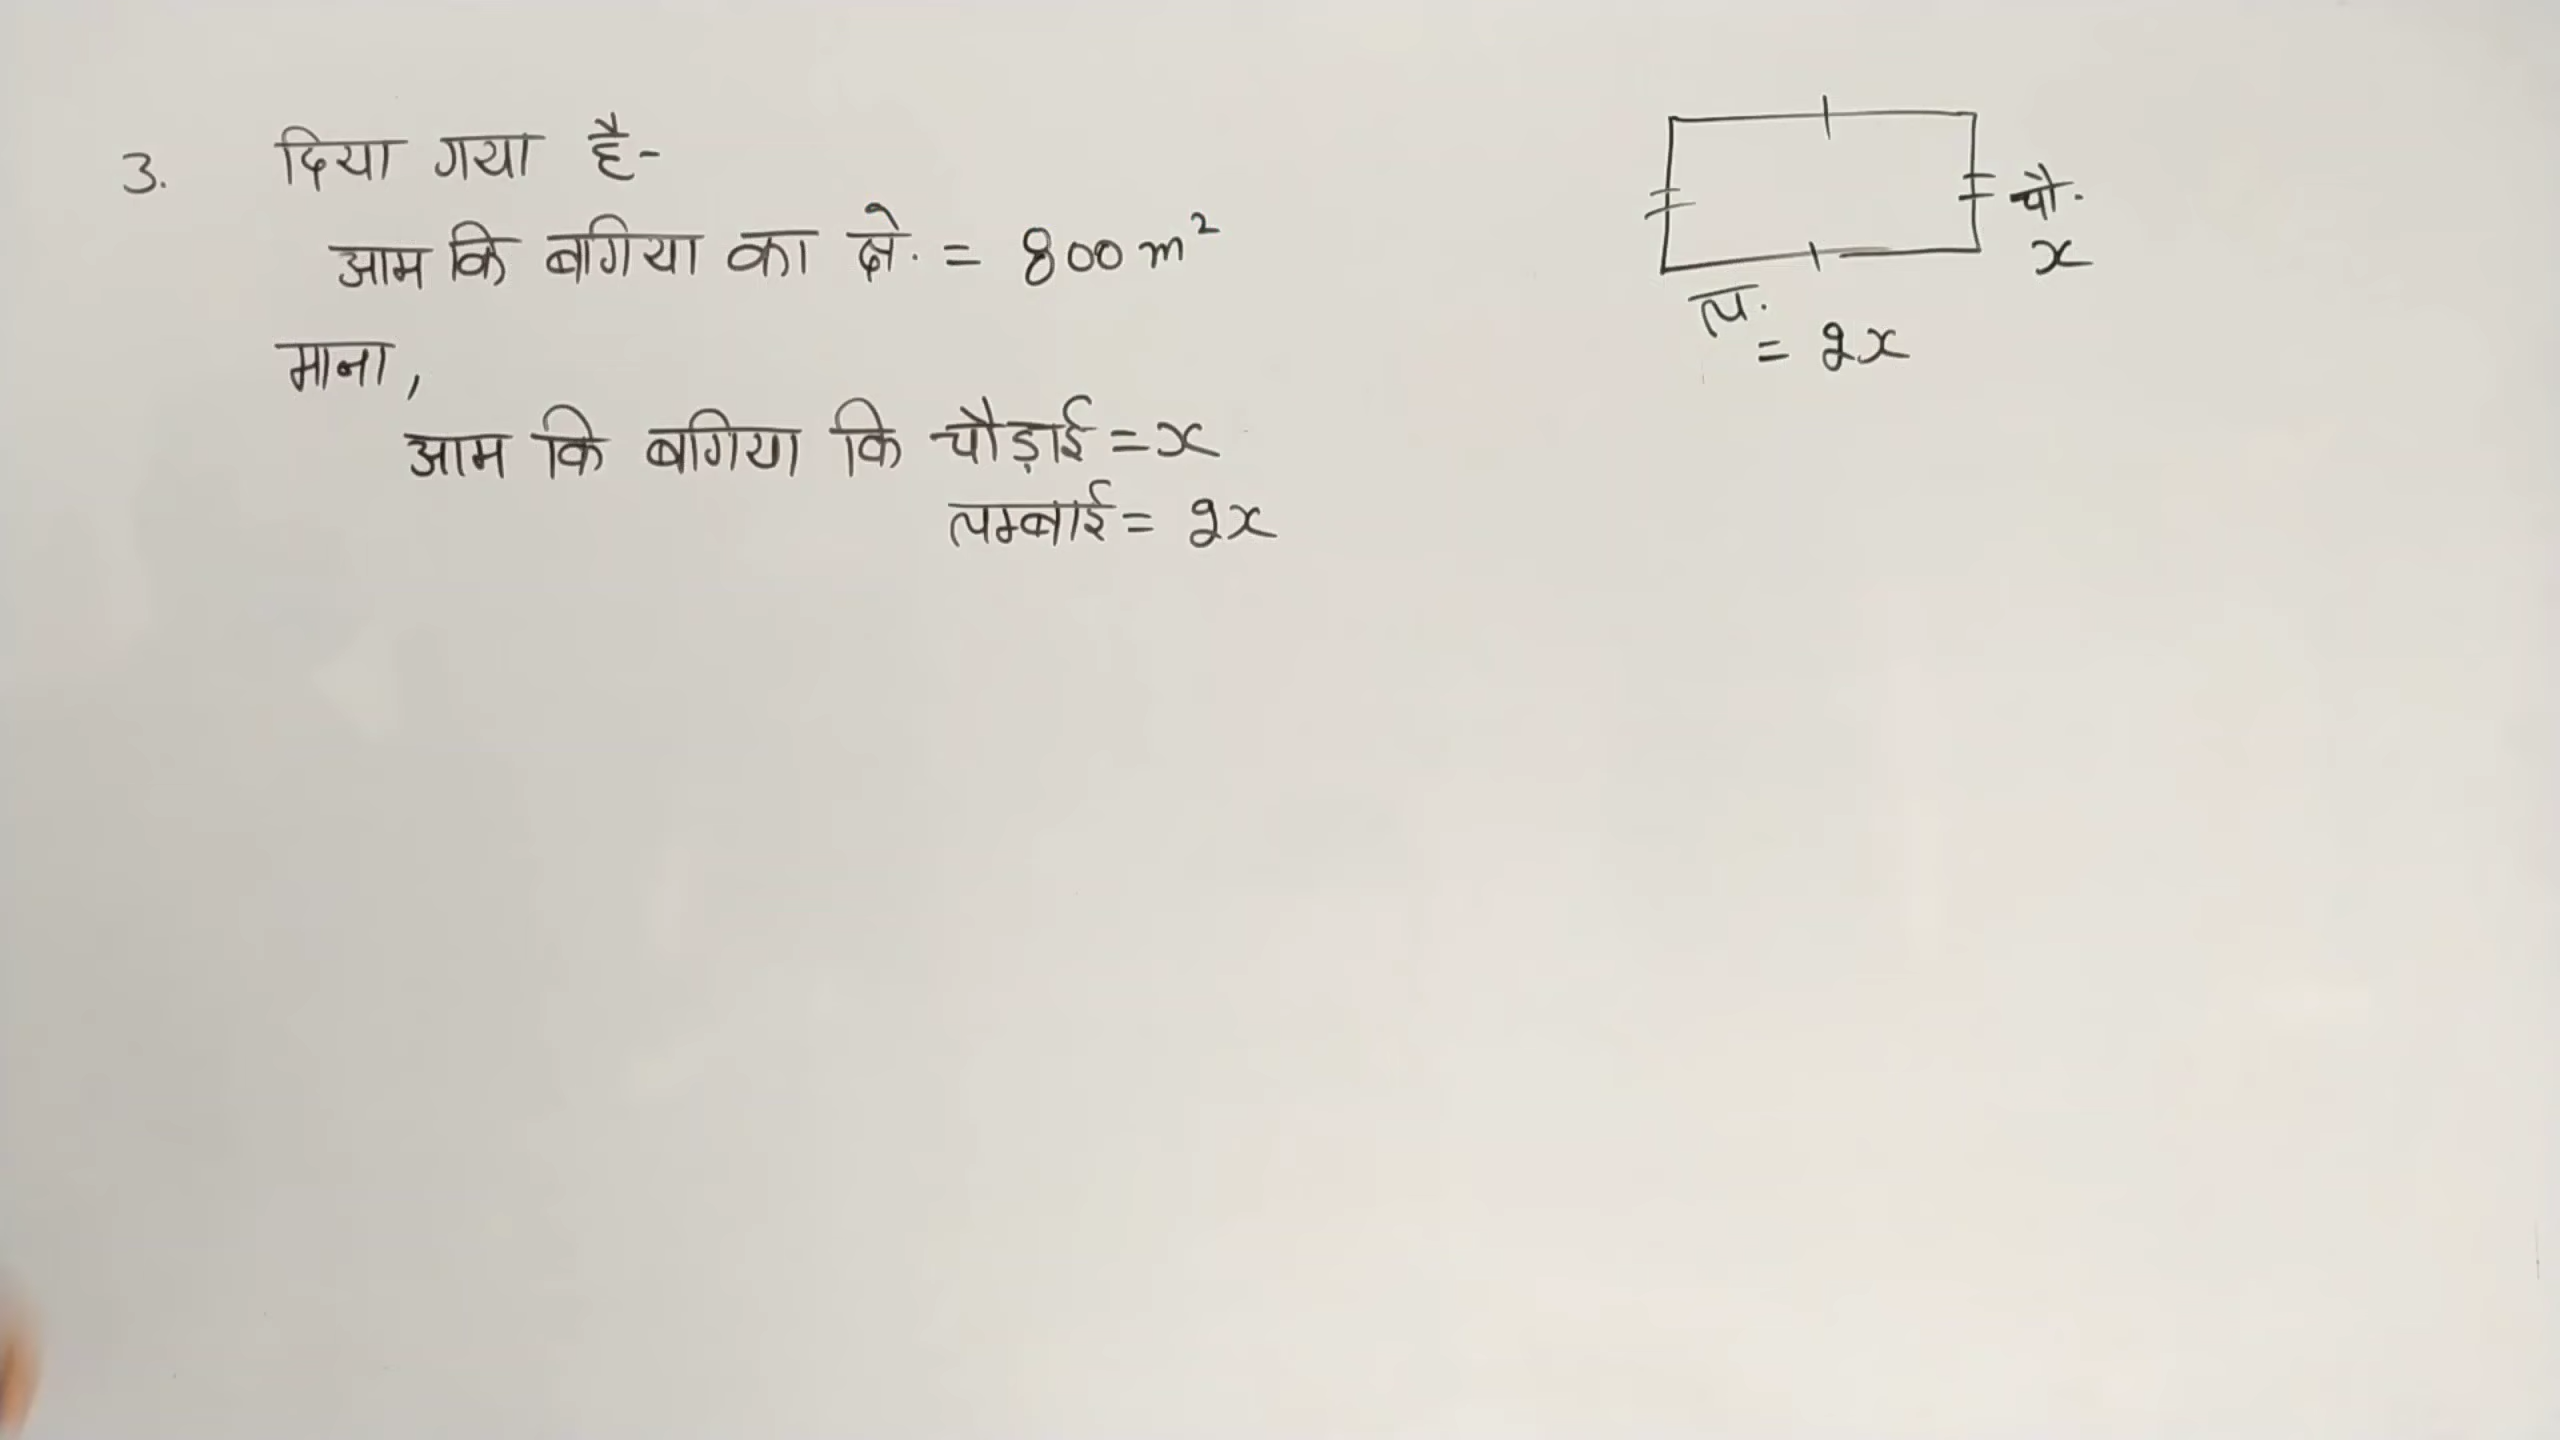 3. दिया गया है-
आम कि बगिया का क्षे. = 800 m²
माना,
आम कि बगिया कि चौड़ाई = x
लम्बाई = 2x
चौ.
x
ल.
= 2x